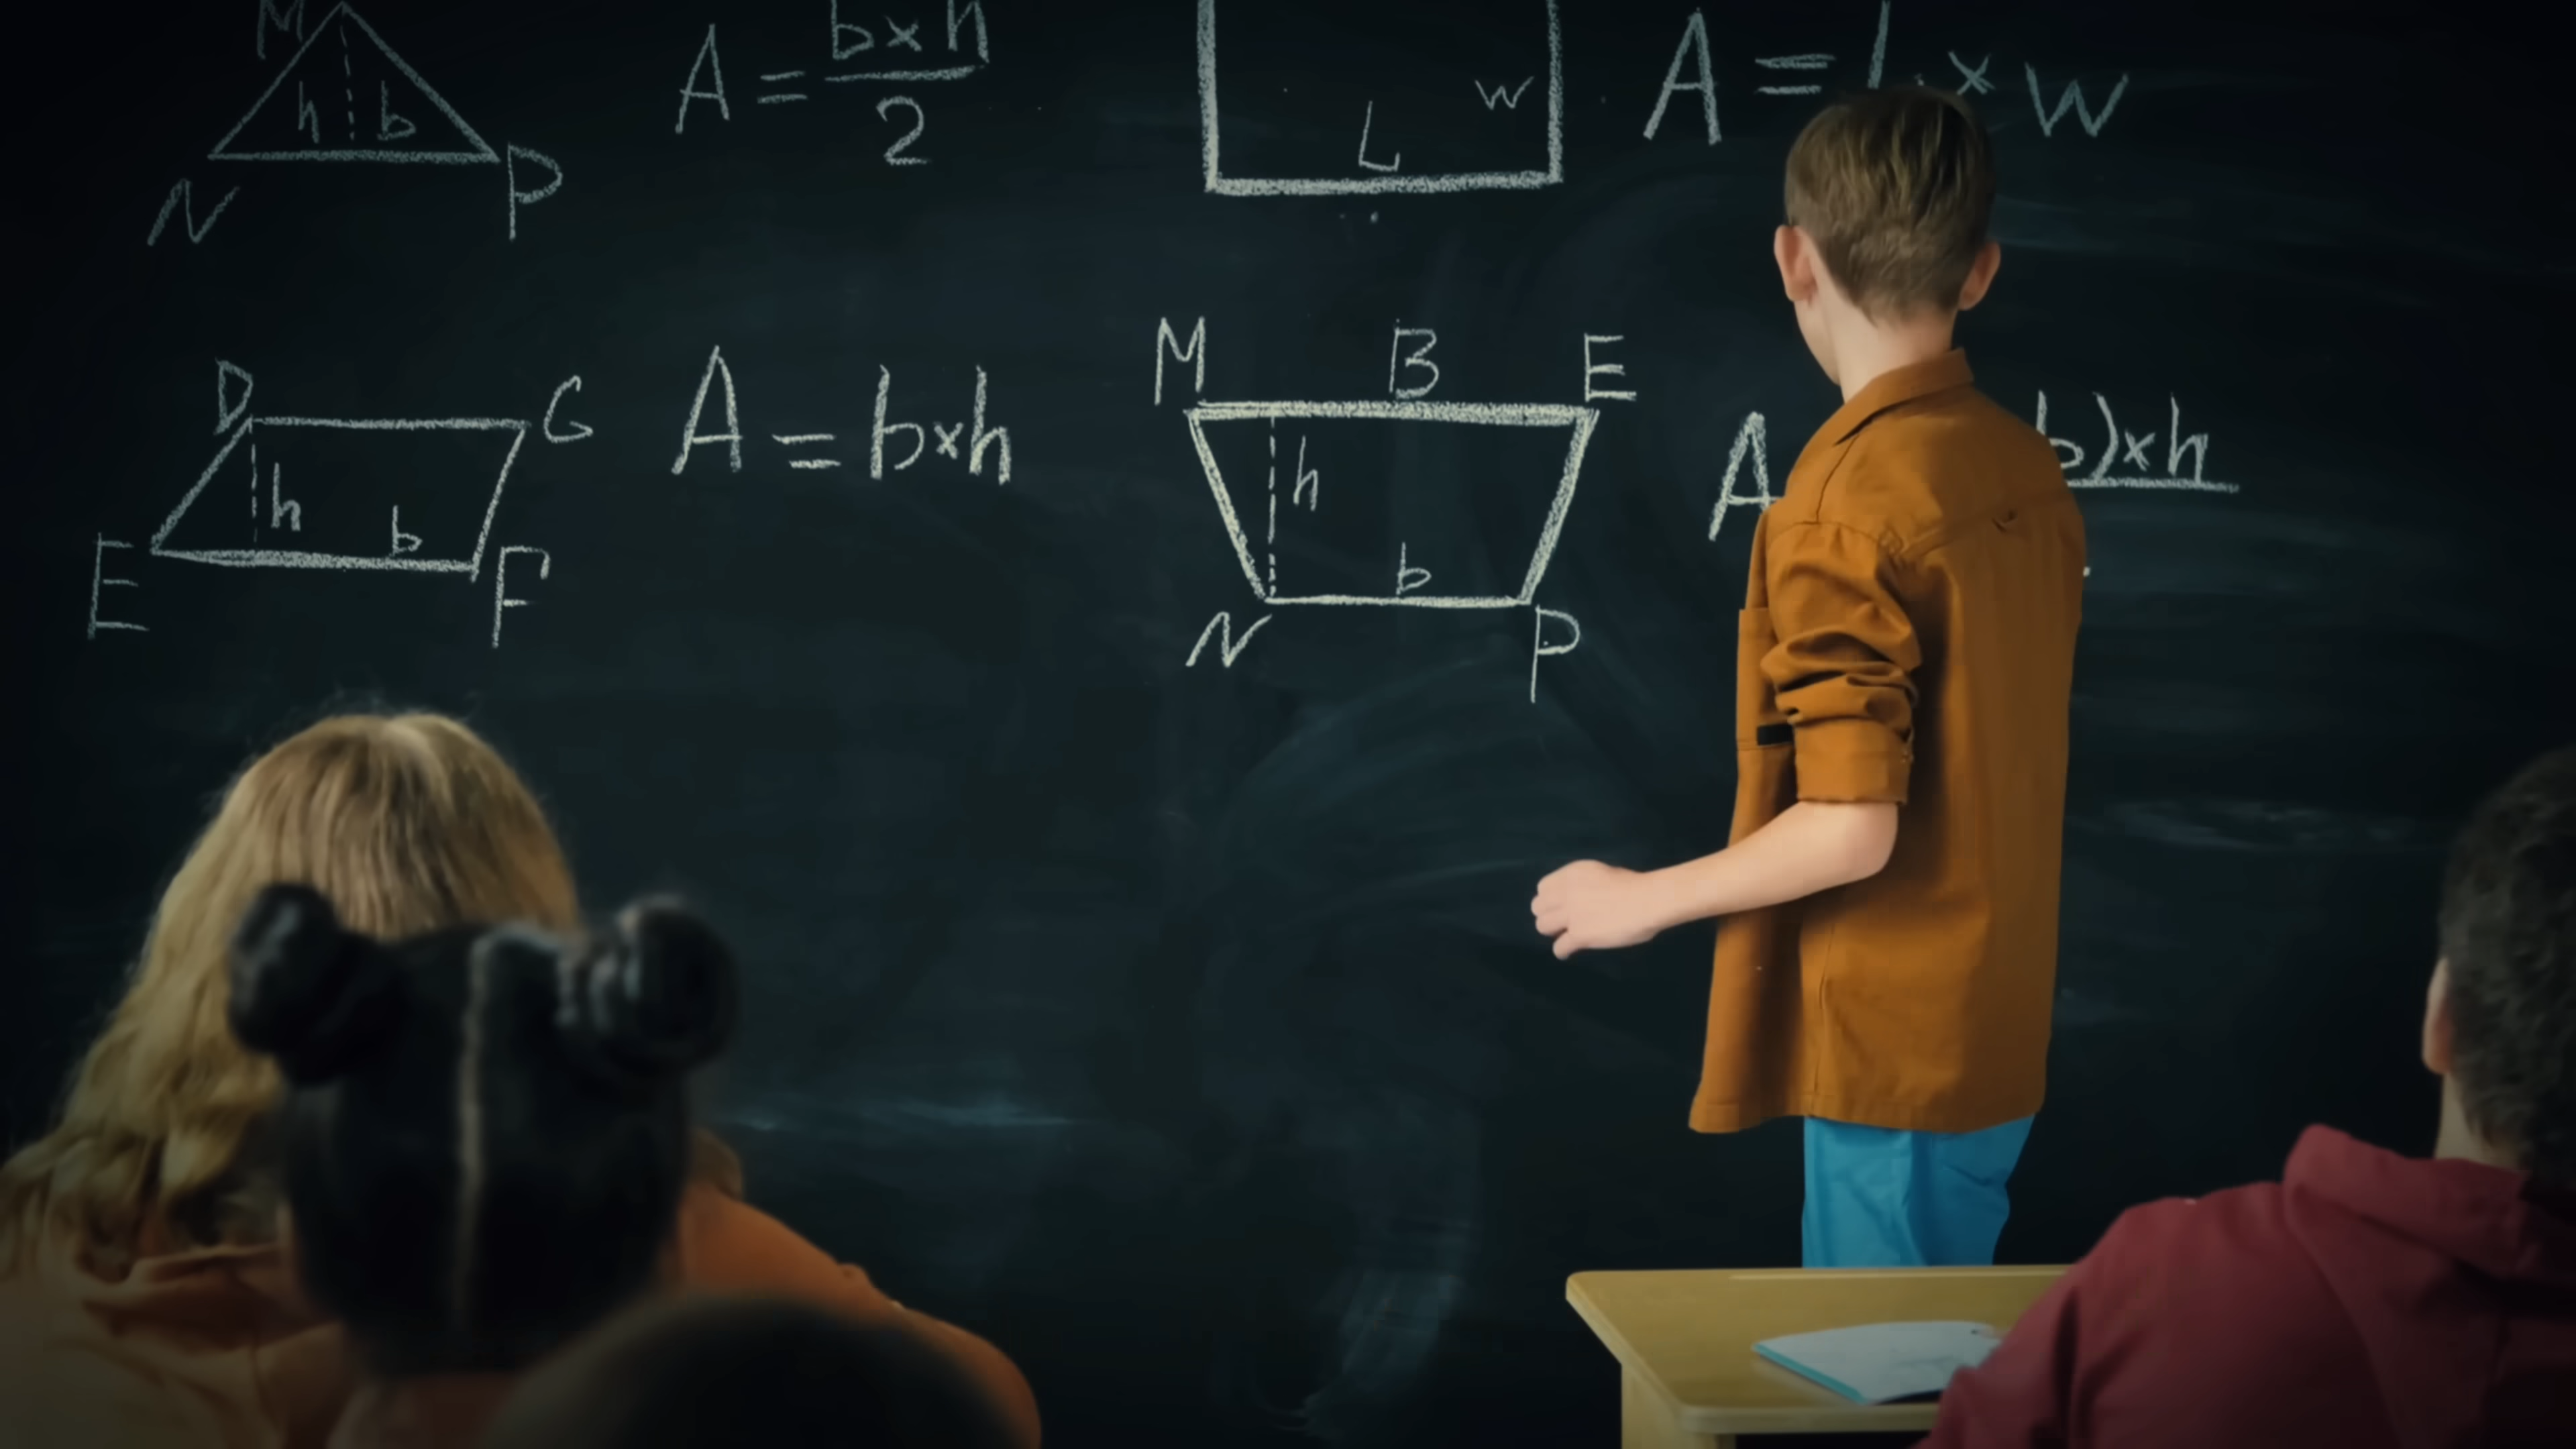 M
h b
N P
A = b×h
2
L w
A = l × w
D G
h b
E F
A = b×h
M B E
h
b
N P
A b)×h